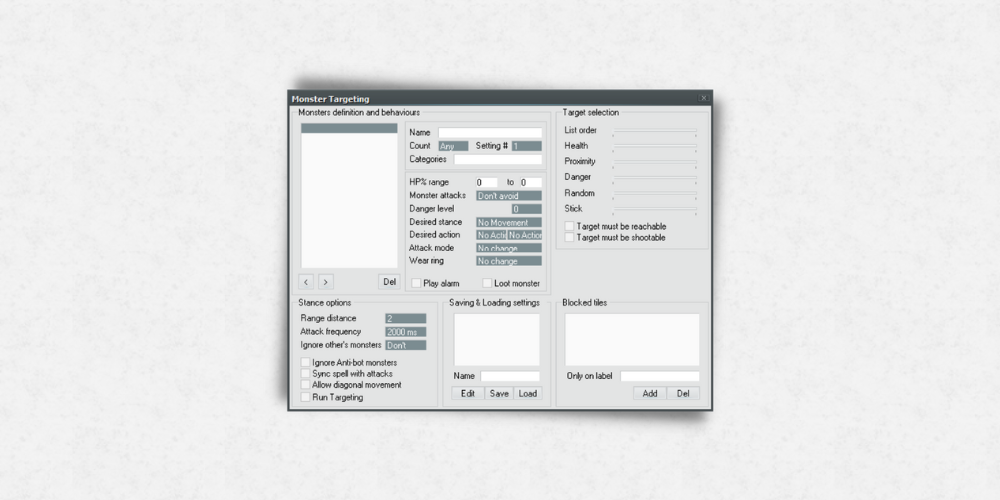 Monster Targeting
Monsters definition and behaviours
Name
Count Any Setting # 1
Categories
HP% range 0 to 0
Monster attacks Don't avoid
Danger level 0
Desired stance No Movement
Desired action No Acti No Action
Attack mode No change
Wear ring No change
< > Del
Play alarm Loot monster
Target selection
List order
Health
Proximity
Danger
Random
Stick
Target must be reachable
Target must be shootable
Stance options
Range distance 2
Attack frequency 2000 ms
Ignore other's monsters Don't
Ignore Anti-bot monsters
Sync spell with attacks
Allow diagonal movement
Run Targeting
Saving & Loading settings
Name
Edit Save Load
Blocked tiles
Only on label
Add Del